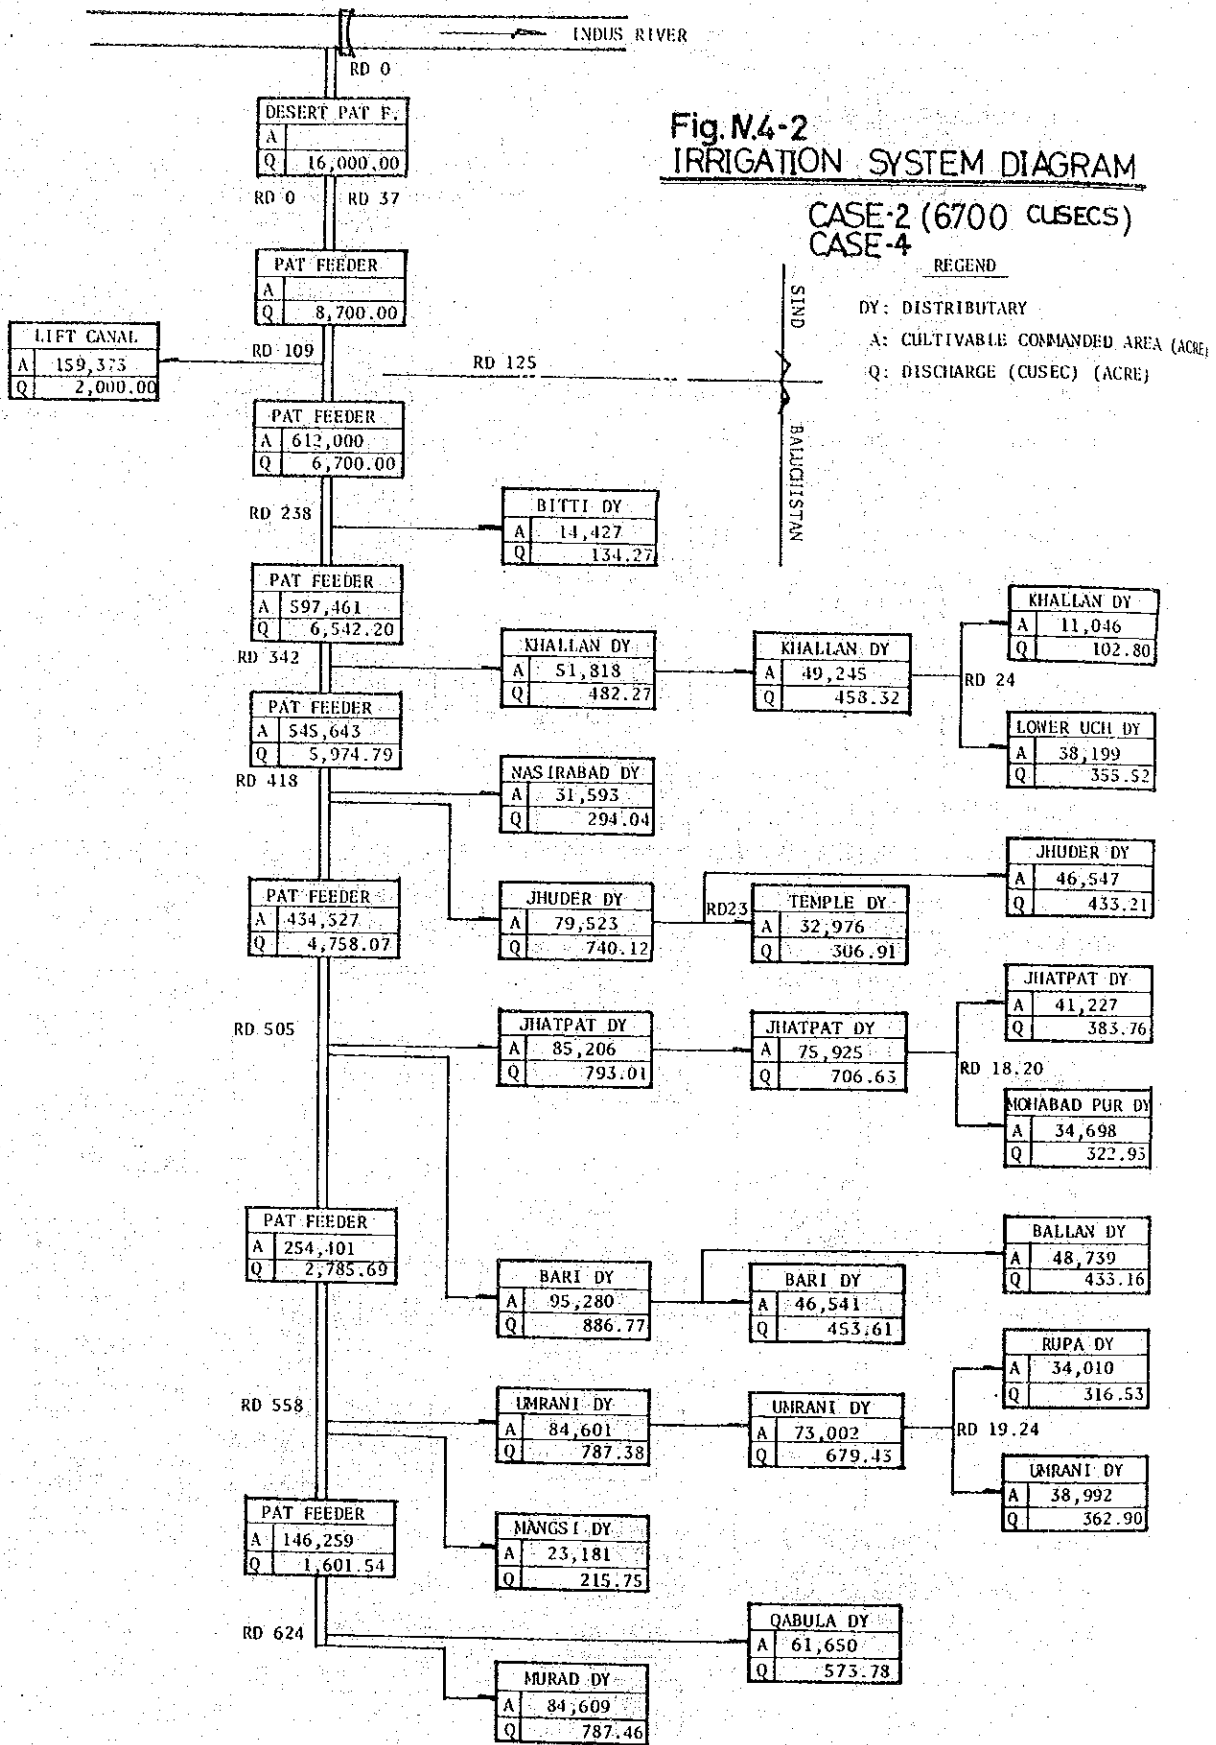 INDUS RIVER
RD 0
DESERT PAT F.
A
Q 16,000.00
RD 0 RD 37
Fig. IV.4-2
IRRIGATION SYSTEM DIAGRAM
CASE-2 (6700 CUSECS)
CASE-4
REGEND
DY: DISTRIBUTARY
A: CULTIVABLE COMMANDED AREA (ACRE)
Q: DISCHARGE (CUSEC) (ACRE)
SIND
BALUCHISTAN
PAT FEEDER
A
Q 8,700.00
LIFT CANAL
A 159,373
Q 2,000.00
RD 109
RD 125
PAT FEEDER
A 612,000
Q 6,700.00
RD 238
BITTI DY
A 14,427
Q 134.27
PAT FEEDER
A 597,461
Q 6,542.20
RD 342
KHALLAN DY
A 51,818
Q 482.27
KHALLAN DY
A 49,245
Q 458.32
RD 24
KHALLAN DY
A 11,046
Q 102.80
LOWER UCH DY
A 38,199
Q 355.52
PAT FEEDER
A 545,643
Q 5,974.79
RD 418
NASIRABAD DY
A 31,593
Q 294.04
JHUDER DY
A 79,523
Q 740.12
RD23
TEMPLE DY
A 32,976
Q 306.91
JHUDER DY
A 46,547
Q 433.21
PAT FEEDER
A 434,527
Q 4,758.07
RD 505
JHATPAT DY
A 85,206
Q 793.01
JHATPAT DY
A 75,925
Q 706.63
RD 18.20
JHATPAT DY
A 41,227
Q 383.76
MOHABAD PUR DY
A 34,698
Q 322.93
PAT FEEDER
A 254,401
Q 2,785.69
BARI DY
A 95,280
Q 886.77
BARI DY
A 46,541
Q 453.61
BALLAN DY
A 48,739
Q 433.16
RD 558
UMRANI DY
A 84,601
Q 787.38
UMRANI DY
A 73,002
Q 679.43
RD 19.24
RUPA DY
A 34,010
Q 316.53
UMRANI DY
A 38,992
Q 362.90
PAT FEEDER
A 146,259
Q 1,601.54
MANGSI DY
A 23,181
Q 215.75
RD 624
QABULA DY
A 61,650
Q 573.78
MURAD DY
A 84,609
Q 787.46